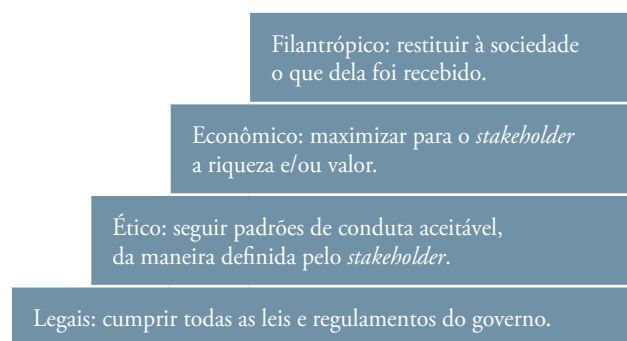 Filantrópico: restituir à sociedade
o que dela foi recebido.
Econômico: maximizar para o stakeholder
a riqueza e/ou valor.
Ético: seguir padrões de conduta aceitável,
da maneira definida pelo stakeholder.
Legais: cumprir todas as leis e regulamentos do governo.